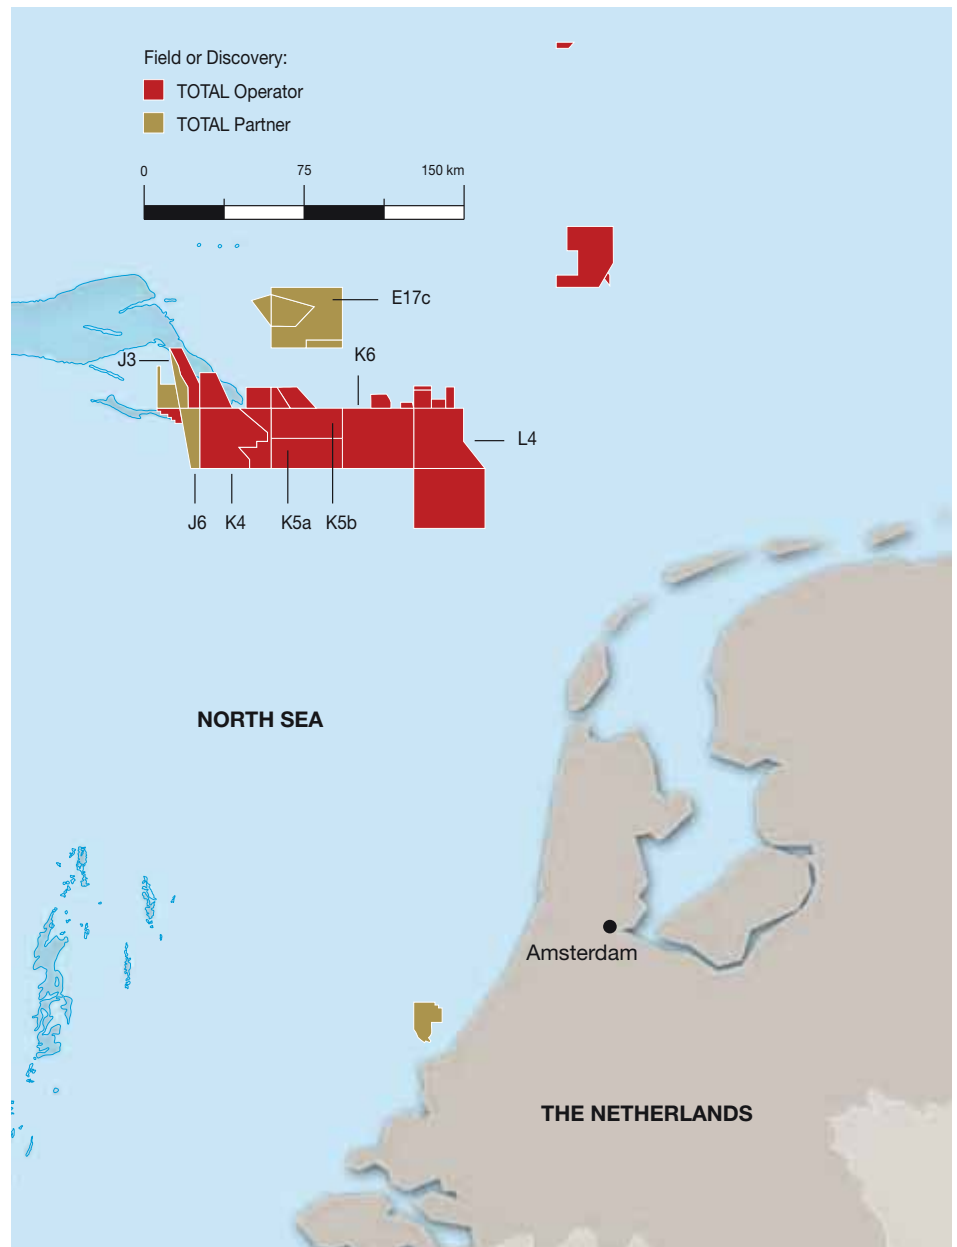 Field or Discovery:
TOTAL Operator
TOTAL Partner
0 75 150 km
E17c
J3
K6
L4
J6 K4 K5a K5b
NORTH SEA
Amsterdam
THE NETHERLANDS